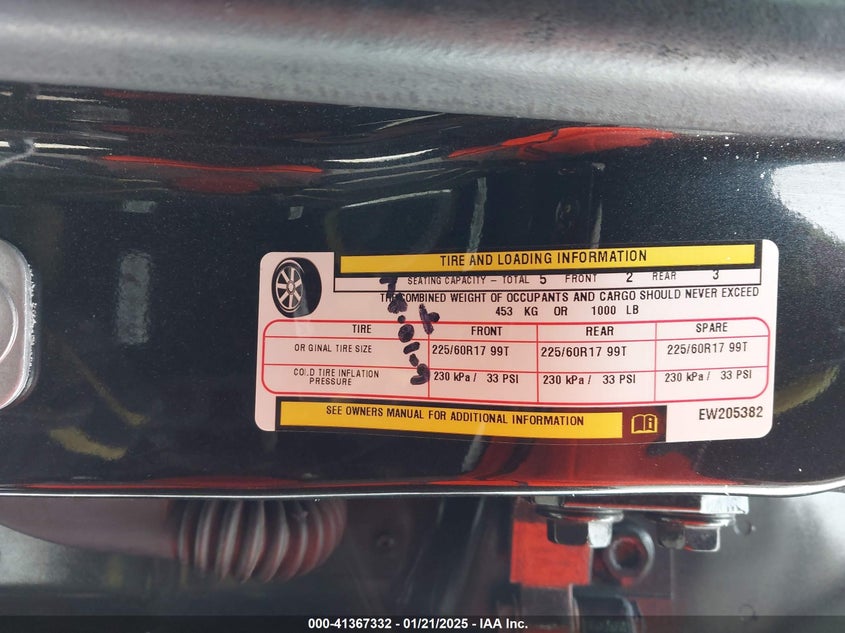 TIRE AND LOADING INFORMATION
SEATING CAPACITY – TOTAL 5 FRONT 2 REAR 3
THE COMBINED WEIGHT OF OCCUPANTS AND CARGO SHOULD NEVER EXCEED
453 KG OR 1000 LB
TIRE FRONT REAR SPARE
ORIGINAL TIRE SIZE 225/60R17 99T 225/60R17 99T 225/60R17 99T
COLD TIRE INFLATION PRESSURE 230 kPa / 33 PSI 230 kPa / 33 PSI 230 kPa / 33 PSI
SEE OWNERS MANUAL FOR ADDITIONAL INFORMATION
EW205382
000-41367332 - 01/21/2025 - IAA Inc.